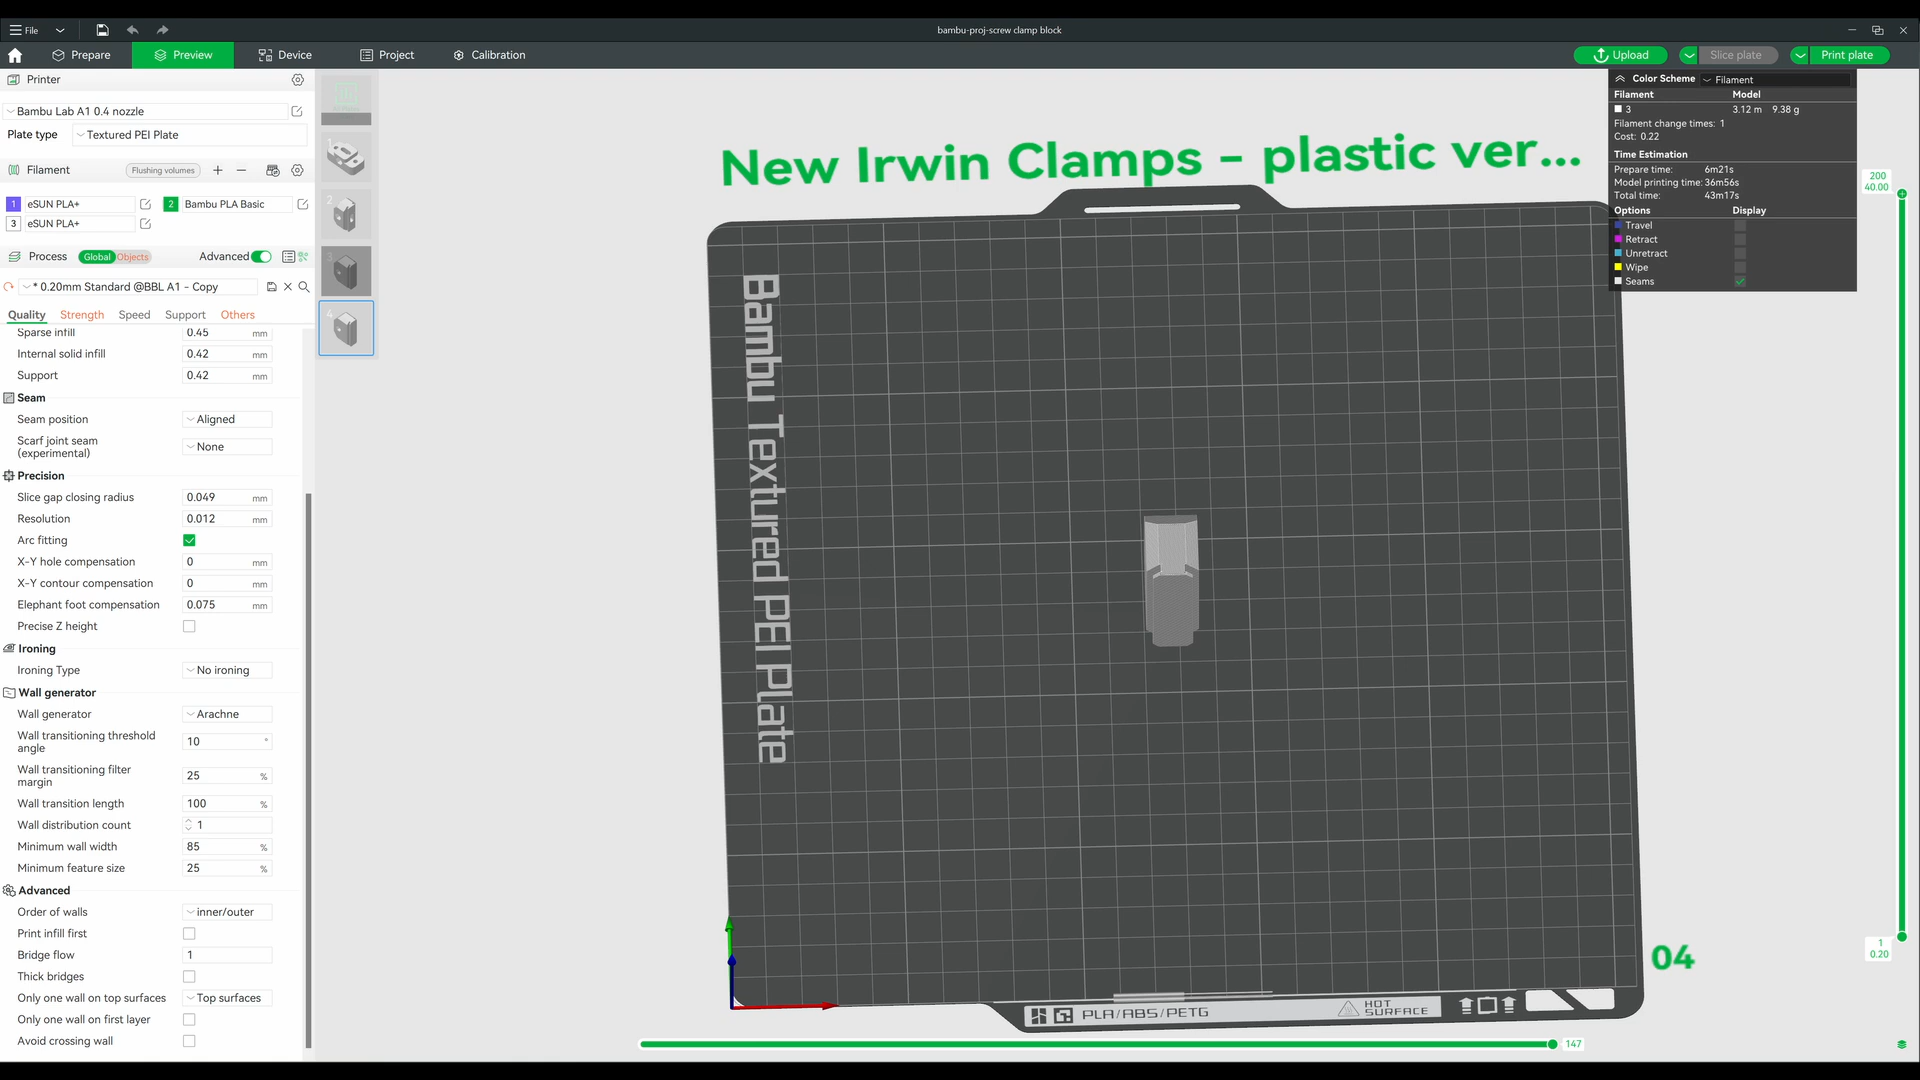 File
bambu-proj-screw clamp block
Prepare
Preview
Device
Project
Calibration
Upload
Slice plate
Print plate
Printer
Bambu Lab A1 0.4 nozzle
Plate type
Textured PEI Plate
Filament
Flushing volumes
1 eSUN PLA+
2 Bambu PLA Basic
3 eSUN PLA+
Process
Global Objects
Advanced
* 0.20mm Standard @BBL A1 - Copy
Quality Strength Speed Support Others
Sparse infill 0.45 mm
Internal solid infill 0.42 mm
Support 0.42 mm
Seam
Seam position Aligned
Scarf joint seam
(experimental) None
Precision
Slice gap closing radius 0.049 mm
Resolution 0.012 mm
Arc fitting
X-Y hole compensation 0 mm
X-Y contour compensation 0 mm
Elephant foot compensation 0.075 mm
Precise Z height
Ironing
Ironing Type No ironing
Wall generator
Wall generator Arachne
Wall transitioning threshold
angle 10 °
Wall transitioning filter
margin 25 %
Wall transition length 100 %
Wall distribution count 1
Minimum wall width 85 %
Minimum feature size 25 %
Advanced
Order of walls inner/outer
Print infill first
Bridge flow 1
Thick bridges
Only one wall on top surfaces Top surfaces
Only one wall on first layer
Avoid crossing wall
1
2
3
4
New Irwin Clamps - plastic ver...
Bambu Textured PEI Plate
PLA/ABS/PETG
HOT
SURFACE
04
147
Color Scheme Filament
Filament Model
3 3.12 m 9.38 g
Filament change times: 1
Cost: 0.22
Time Estimation
Prepare time: 6m21s
Model printing time: 36m56s
Total time: 43m17s
Options Display
Travel
Retract
Unretract
Wipe
Seams
200
40.00
1
0.20